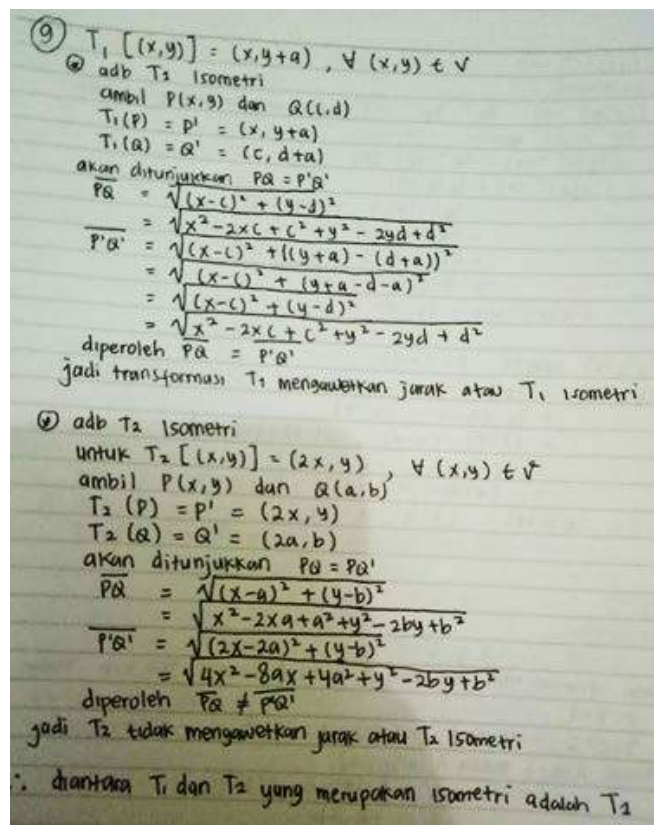 9 T₁ [(x,y)] = (x,y+a) , ∀ (x,y) ∈ V
adb T₂ Isometri
ambil P(x,y) dan Q(c,d)
T₁(P) = P' = (x, y+a)
T₁(Q) = Q' = (c, d+a)
akan ditunjukkan PQ = P'Q'
PQ = √(x-c)² + (y-d)²
= √x² - 2xc + c² + y² - 2yd + d²
P'Q' = √(x-c)² + ((y+a) - (d+a))²
= √(x-c)² + (y+a-d-a)²
= √(x-c)² + (y-d)²
= √x² - 2xc + c² + y² - 2yd + d²
diperoleh PQ = P'Q'
jadi transformasi T₁ mengawetkan jarak atau T₁ isometri
adb T₂ Isometri
untuk T₂ [(x,y)] = (2x, y) , ∀ (x,y) ∈ V
ambil P(x,y) dan Q(a,b)
T₂ (P) = P' = (2x, y)
T₂ (Q) = Q' = (2a, b)
akan ditunjukkan PQ = PQ'
PQ = √(x-a)² + (y-b)²
= √x² - 2xa + a² + y² - 2by + b²
P'Q' = √(2x-2a)² + (y-b)²
= √4x² - 8ax + 4a² + y² - 2by + b²
diperoleh PQ ≠ P'Q'
jadi T₂ tidak mengawetkan jarak atau T₂ Isometri
∴ diantara T₁ dan T₂ yang merupakan isometri adalah T₂